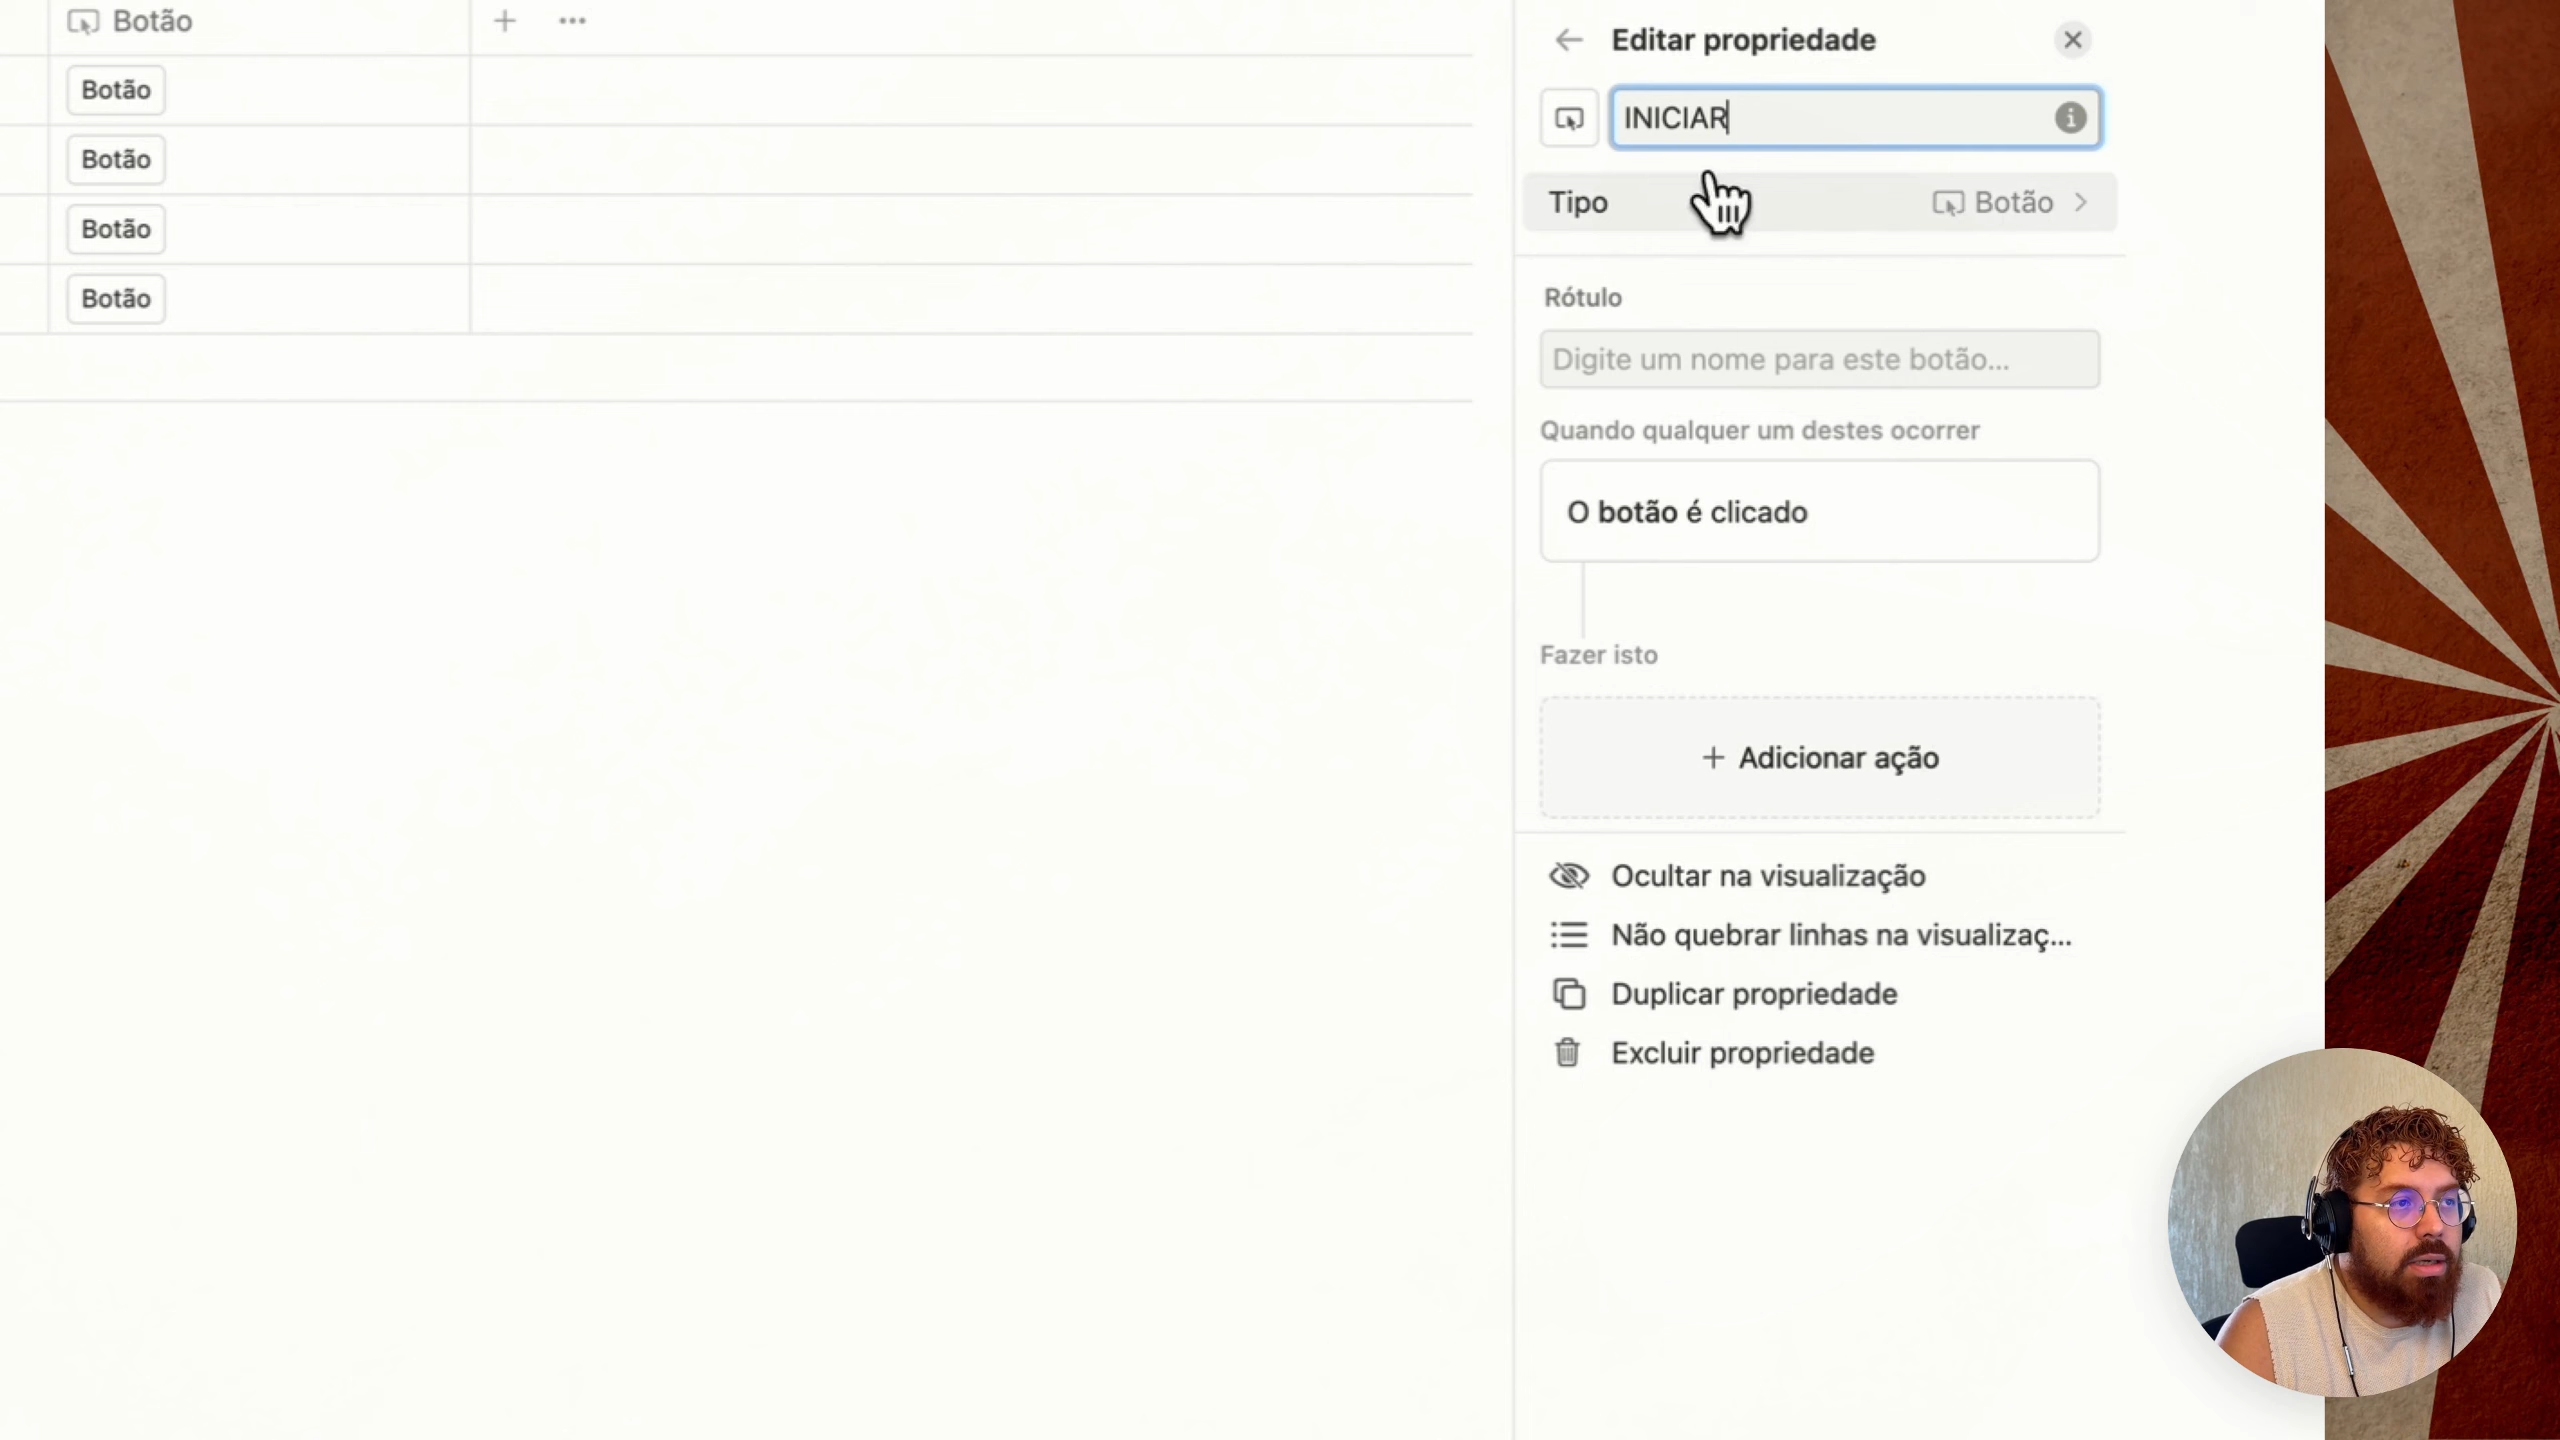 Botão
Botão
Botão
Botão
Botão
Editar propriedade
INICIAR
Tipo
Botão
Rótulo
Digite um nome para este botão...
Quando qualquer um destes ocorrer
O botão é clicado
Fazer isto
Adicionar ação
Ocultar na visualização
Não quebrar linhas na visualizaç...
Duplicar propriedade
Excluir propriedade